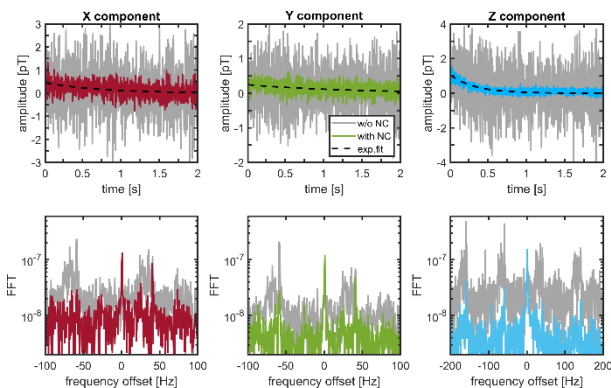 X component
Y component
Z component
amplitude [pT]
3
2
1
0
-1
-2
-3
0
0.5
1
1.5
2
time [s]
amplitude [pT]
2
1
0
-1
-2
0
0.5
1
1.5
2
time [s]
w/o NC
with NC
exp.fit
amplitude [pT]
4
2
0
-2
-4
0
0.5
1
1.5
2
time [s]
FFT
10⁻⁷
10⁻⁸
-100
-50
0
50
100
frequency offset [Hz]
FFT
10⁻⁷
10⁻⁸
-100
-50
0
50
100
frequency offset [Hz]
FFT
10⁻⁷
10⁻⁸
-200
-100
0
100
200
frequency offset [Hz]